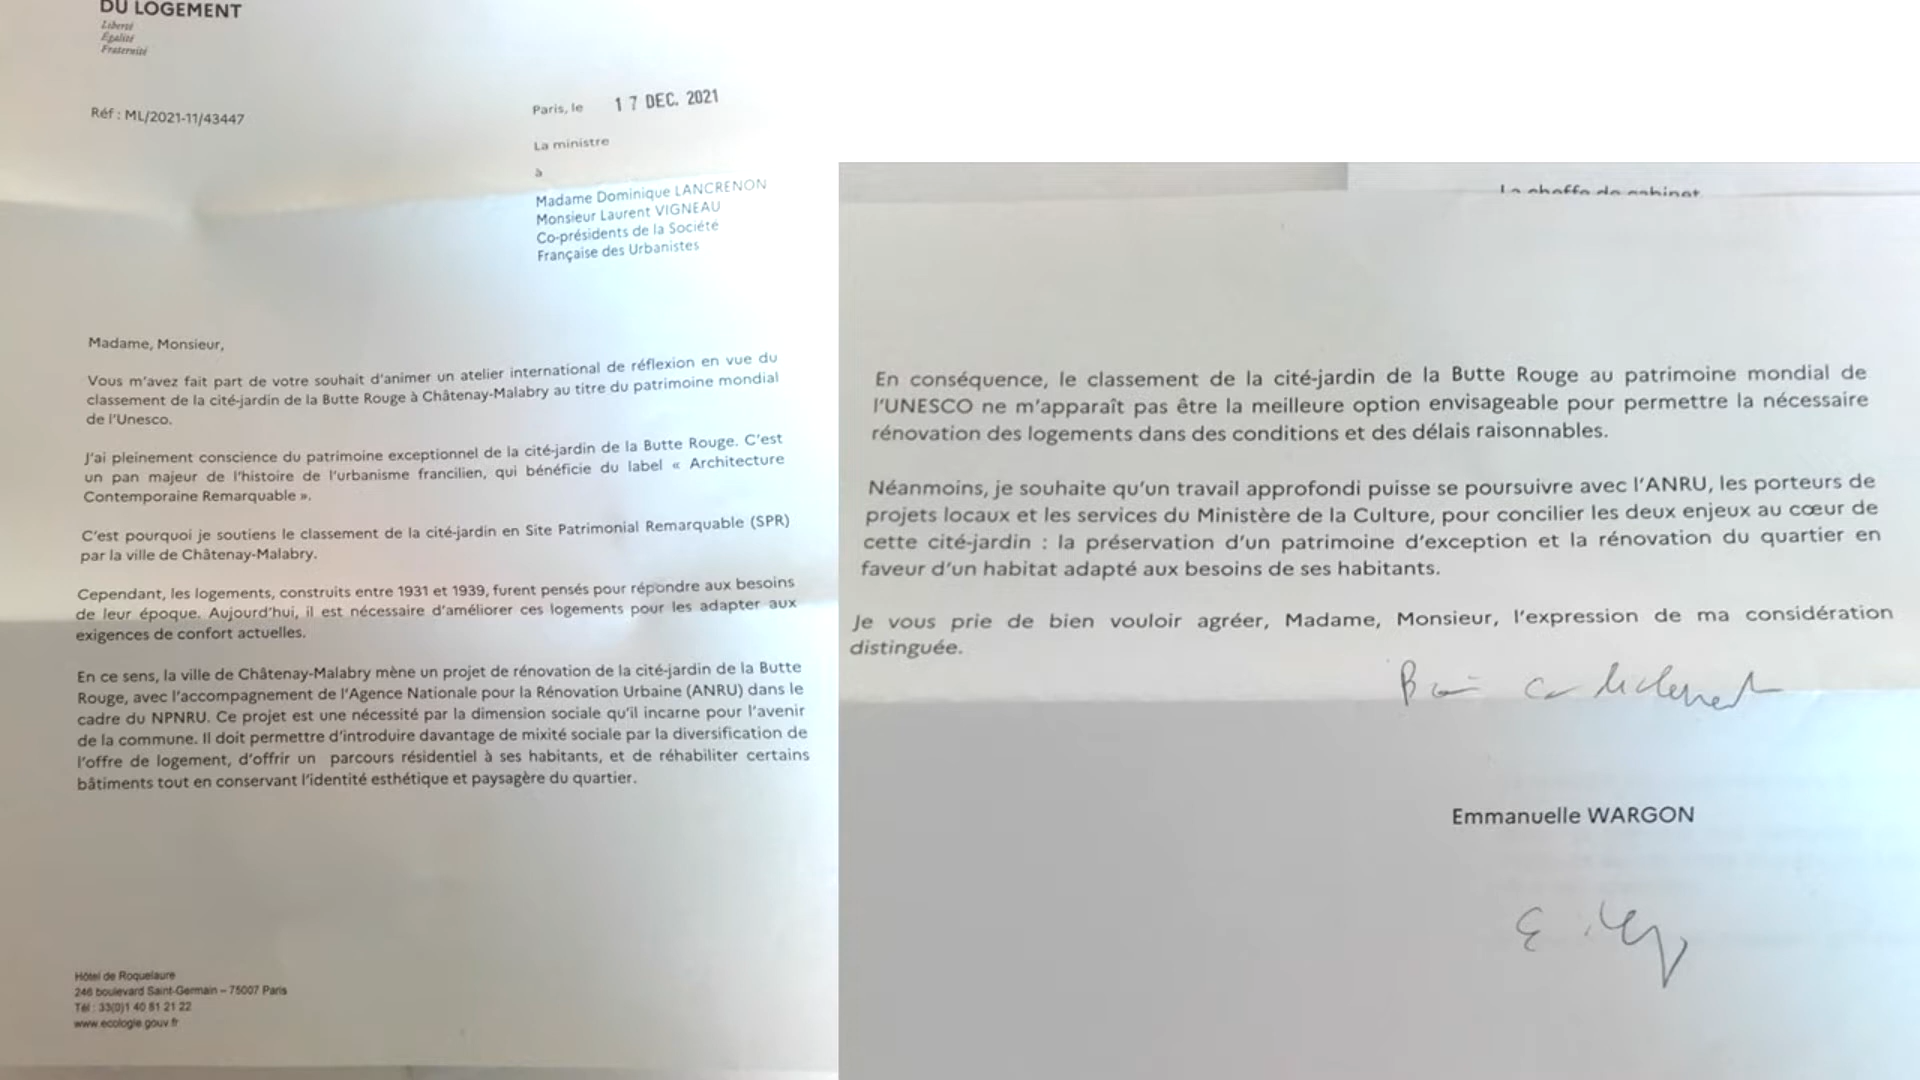 DU LOGEMENT
Liberté
Égalité
Fraternité
Réf : ML/2021-11/43447
Paris, le 17 DEC. 2021
La ministre
à
Madame Dominique LANCRENON
Monsieur Laurent VIGNEAU
Co-présidents de la Société
Française des Urbanistes
Madame, Monsieur,
Vous m'avez fait part de votre souhait d'animer un atelier international de réflexion en vue du
classement de la cité-jardin de la Butte Rouge à Châtenay-Malabry au titre du patrimoine mondial
de l'Unesco.
J'ai pleinement conscience du patrimoine exceptionnel de la cité-jardin de la Butte Rouge. C'est
un pan majeur de l'histoire de l'urbanisme francilien, qui bénéficie du label « Architecture
Contemporaine Remarquable ».
C'est pourquoi je soutiens le classement de la cité-jardin en Site Patrimonial Remarquable (SPR)
par la ville de Châtenay-Malabry.
Cependant, les logements, construits entre 1931 et 1939, furent pensés pour répondre aux besoins
de leur époque. Aujourd'hui, il est nécessaire d'améliorer ces logements pour les adapter aux
exigences de confort actuelles.
En ce sens, la ville de Châtenay-Malabry mène un projet de rénovation de la cité-jardin de la Butte
Rouge, avec l'accompagnement de l'Agence Nationale pour la Rénovation Urbaine (ANRU) dans le
cadre du NPNRU. Ce projet est une nécessité par la dimension sociale qu'il incarne pour l'avenir
de la commune. Il doit permettre d'introduire davantage de mixité sociale par la diversification de
l'offre de logement, d'offrir un parcours résidentiel à ses habitants, et de réhabiliter certains
bâtiments tout en conservant l'identité esthétique et paysagère du quartier.
Hôtel de Roquelaure
246 boulevard Saint-Germain – 75007 Paris
Tél : 33(0)1 40 81 21 22
www.ecologie.gouv.fr
La cheffe de cabinet
En conséquence, le classement de la cité-jardin de la Butte Rouge au patrimoine mondial de
l'UNESCO ne m'apparaît pas être la meilleure option envisageable pour permettre la nécessaire
rénovation des logements dans des conditions et des délais raisonnables.
Néanmoins, je souhaite qu'un travail approfondi puisse se poursuivre avec l'ANRU, les porteurs de
projets locaux et les services du Ministère de la Culture, pour concilier les deux enjeux au cœur de
cette cité-jardin : la préservation d'un patrimoine d'exception et la rénovation du quartier en
faveur d'un habitat adapté aux besoins de ses habitants.
Je vous prie de bien vouloir agréer, Madame, Monsieur, l'expression de ma considération
distinguée.
Emmanuelle WARGON